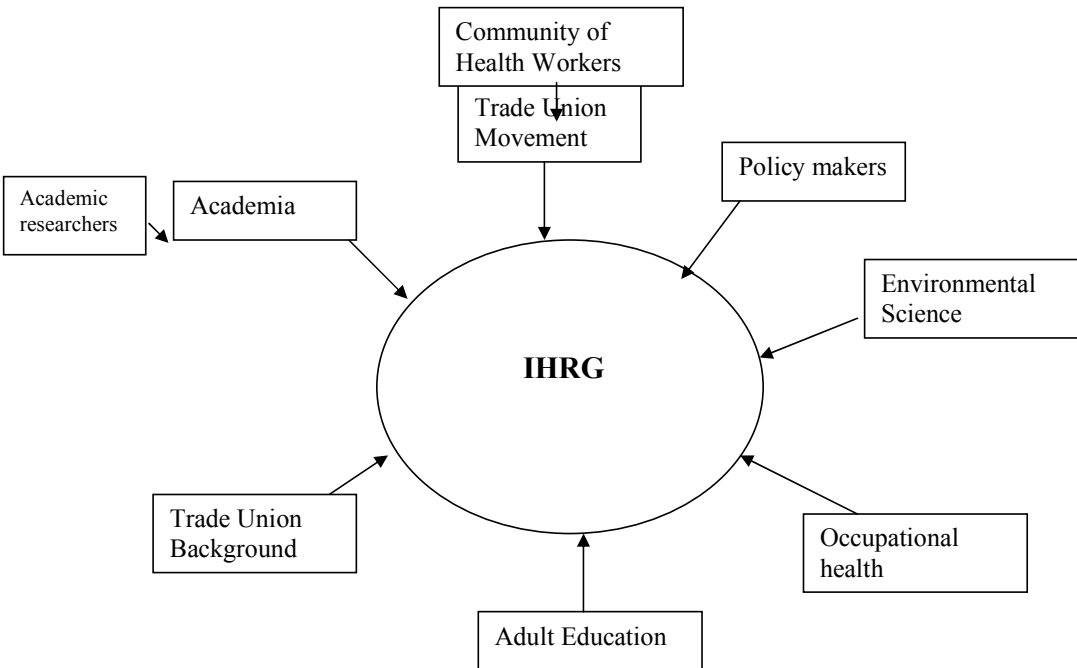 Community of
Health Workers
Trade Union
Movement
Policy makers
Academic
researchers
Academia
Environmental
Science
IHRG
Trade Union
Background
Occupational
health
Adult Education